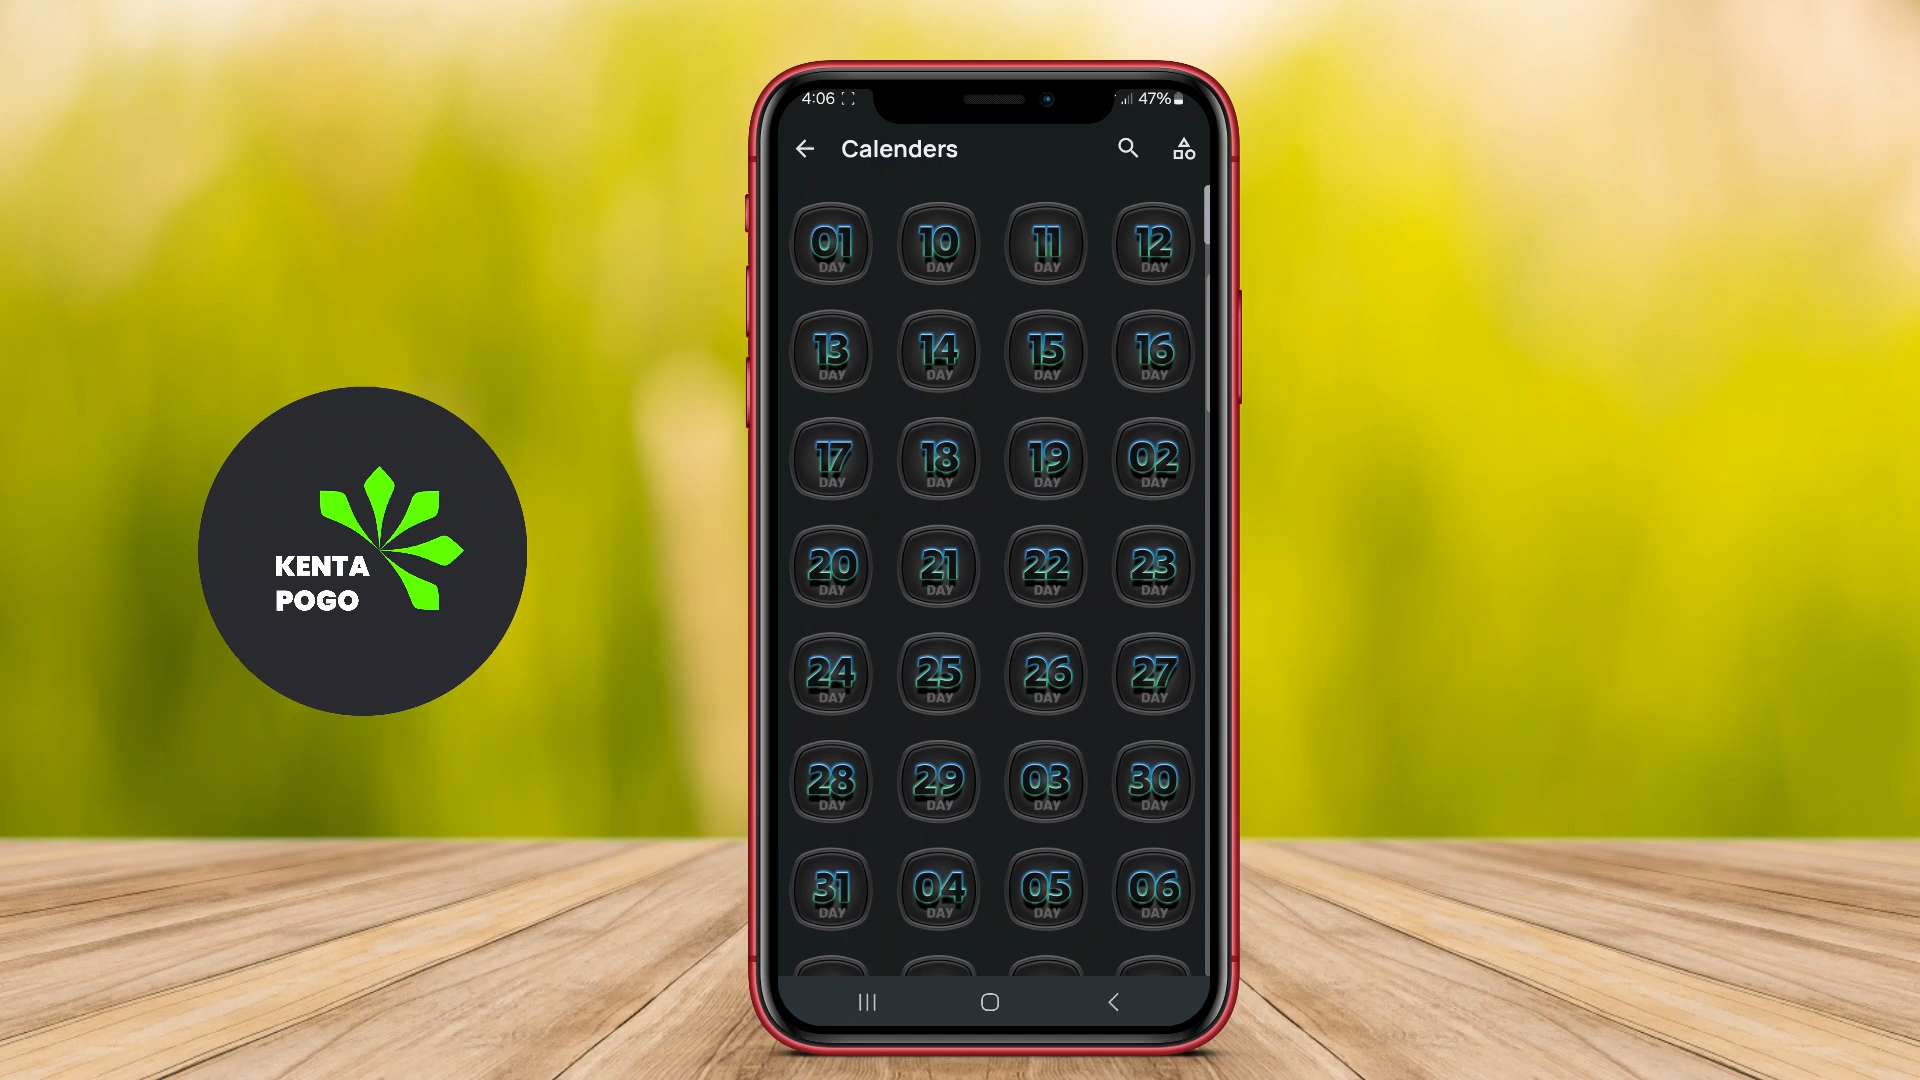 4:06
47%
Calenders
01 10 11 12
DAY DAY DAY DAY
13 14 15 16
DAY DAY DAY DAY
17 18 19 02
DAY DAY DAY DAY
20 21 22 23
DAY DAY DAY DAY
24 25 26 27
DAY DAY DAY DAY
28 29 03 30
DAY DAY DAY DAY
31 04 05 06
DAY DAY DAY DAY
KENTA
POGO